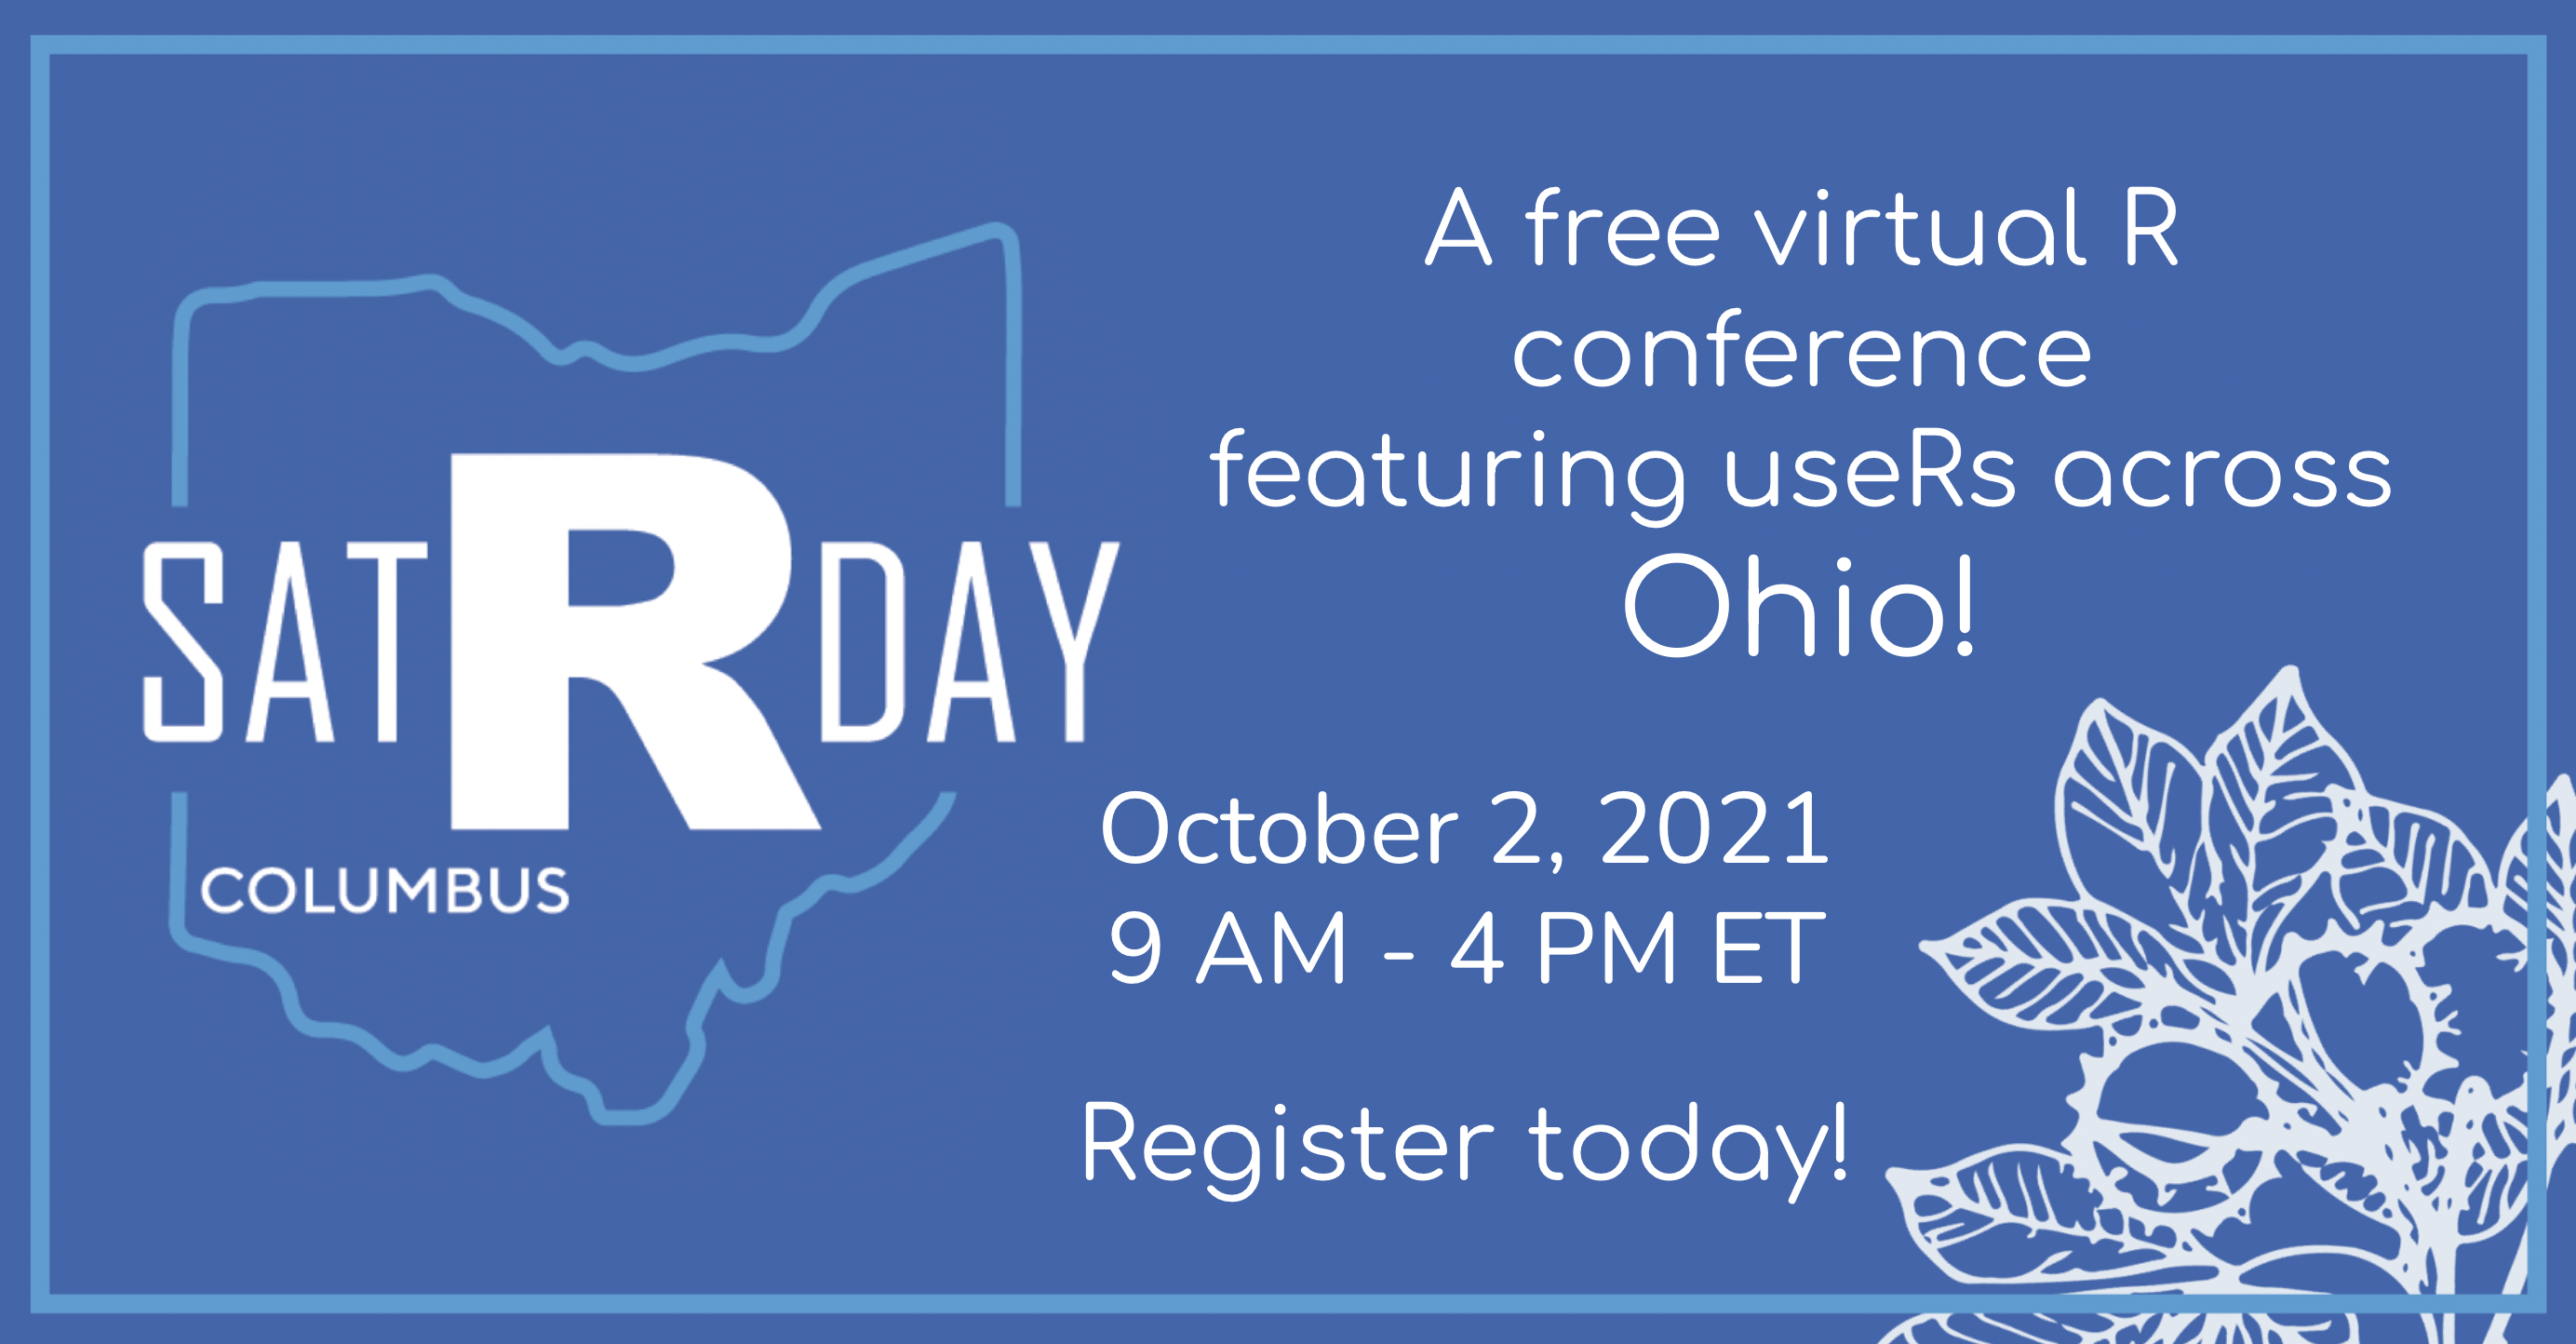 SATRDAY
COLUMBUS
A free virtual R
conference
featuring useRs across
Ohio!
October 2, 2021
9 AM - 4 PM ET
Register today!